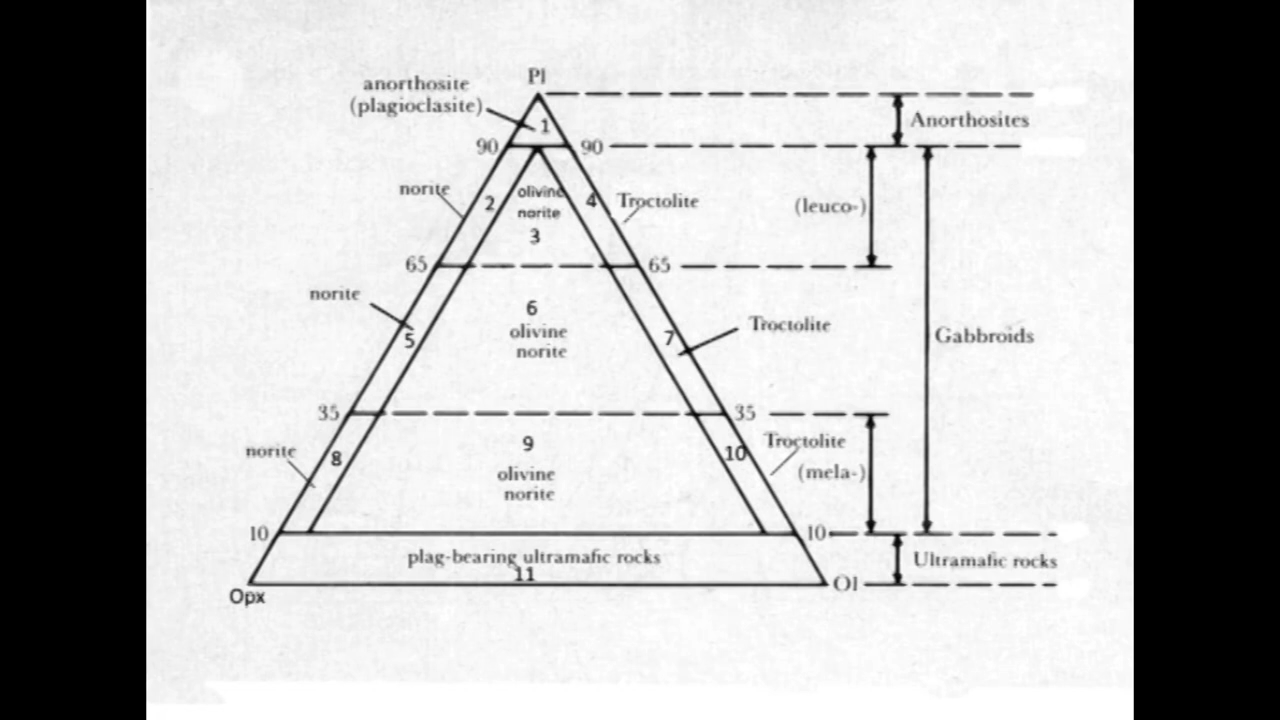 Pl
anorthosite
(plagioclasite)
1
Anorthosites
90
90
norite
2
olivine
norite
3
4
Troctolite
(leuco-)
65
65
norite
5
6
olivine
norite
7
Troctolite
Gabbroids
35
35
norite
8
9
olivine
norite
10
Troctolite
(mela-)
10
10
plag-bearing ultramafic rocks
11
Ultramafic rocks
Opx
Ol